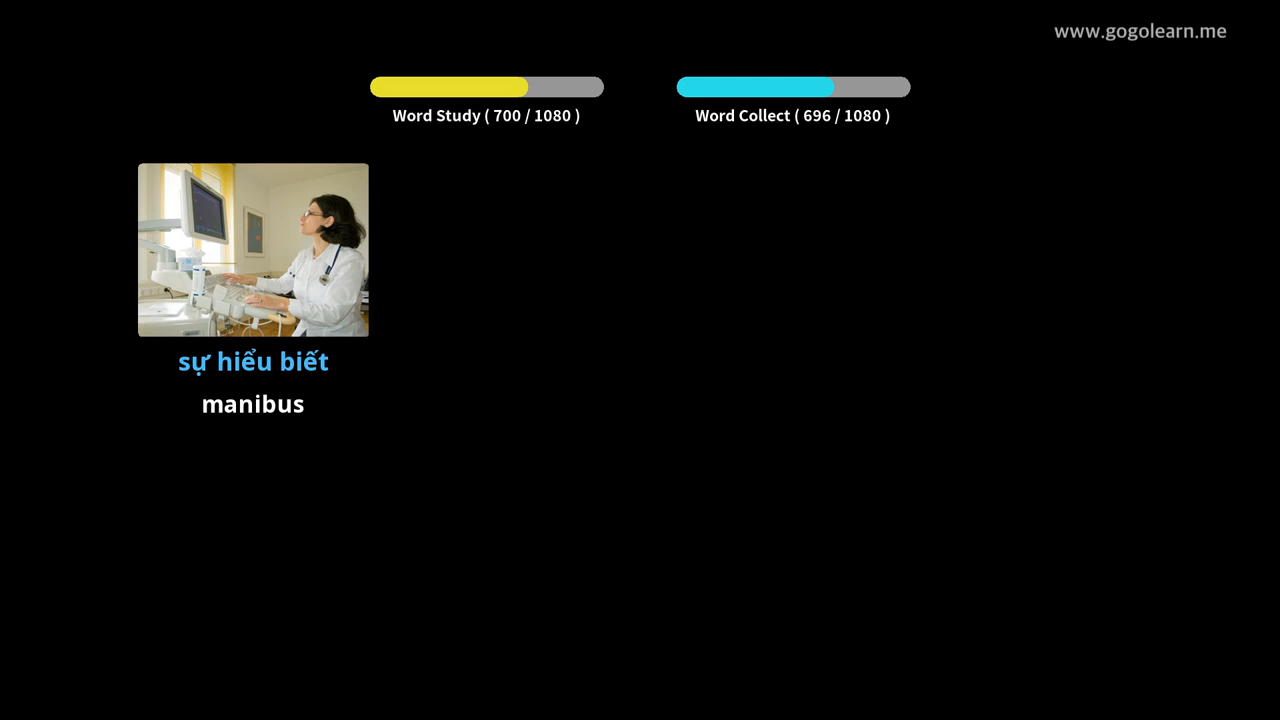 www.gogolearn.me
Word Study ( 700 / 1080 )
Word Collect ( 696 / 1080 )
sự hiểu biết
manibus